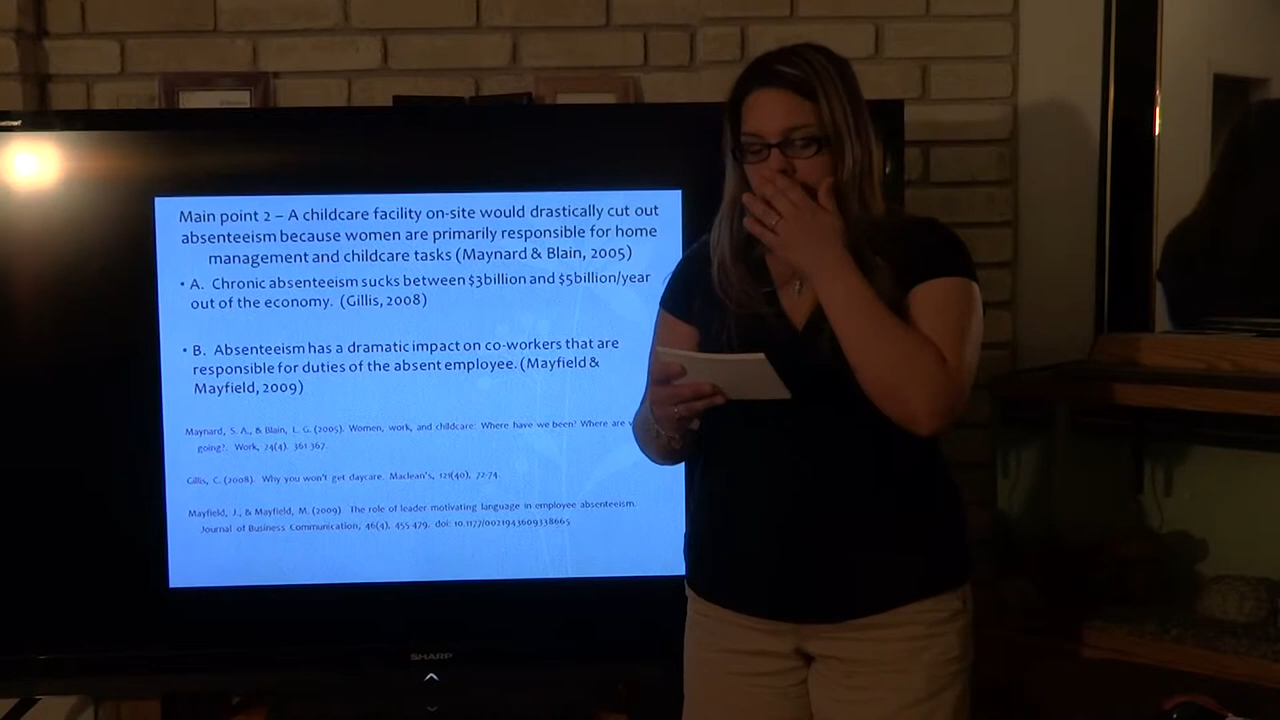 Main point 2 – A childcare facility on-site would drastically cut out
absenteeism because women are primarily responsible for home
management and childcare tasks (Maynard & Blain, 2005)
• A. Chronic absenteeism sucks between $3billion and $5billion/year
out of the economy. (Gillis, 2008)
• B. Absenteeism has a dramatic impact on co-workers that are
responsible for duties of the absent employee. (Mayfield &
Mayfield, 2009)
Maynard, S. A., & Blain, L. G. (2005). Women, work, and childcare: Where have we been? Where are
going?. Work, 24(4). 361 367.
Gillis, C. (2008). Why you won't get daycare. Maclean's, 121(40), 72-74.
Mayfield, J., & Mayfield, M. (2009) The role of leader motivating language in employee absenteeism.
Journal of Business Communication, 46(4), 455-479. doi: 10.1177/0021943609338665
SHARP